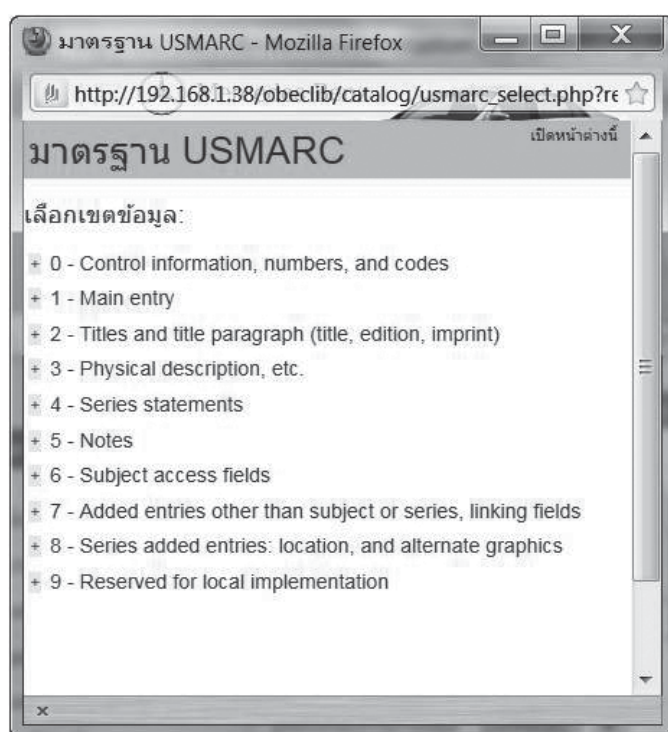 มาตรฐาน USMARC - Mozilla Firefox
http://192.168.1.38/obeclib/catalog/usmarc_select.php?re
เปิดหน้าต่างนี้
มาตรฐาน USMARC
เลือกเขตข้อมูล:
+ 0 - Control information, numbers, and codes
+ 1 - Main entry
+ 2 - Titles and title paragraph (title, edition, imprint)
+ 3 - Physical description, etc.
+ 4 - Series statements
+ 5 - Notes
+ 6 - Subject access fields
+ 7 - Added entries other than subject or series, linking fields
+ 8 - Series added entries: location, and alternate graphics
+ 9 - Reserved for local implementation